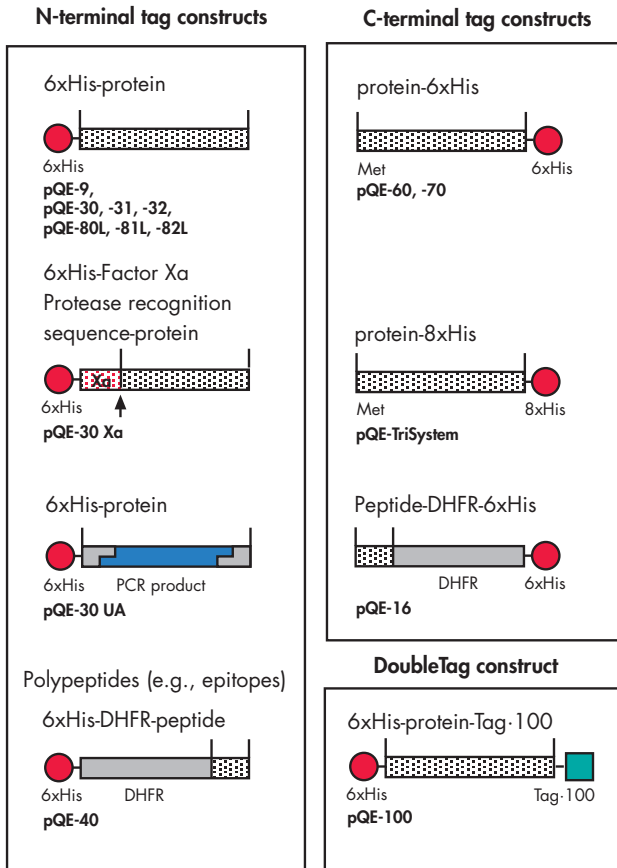 N-terminal tag constructs
6xHis-protein
6xHis
pQE-9,
pQE-30, -31, -32,
pQE-80L, -81L, -82L
6xHis-Factor Xa
Protease recognition
sequence-protein
Xa
6xHis
pQE-30 Xa
6xHis-protein
6xHis PCR product
pQE-30 UA
Polypeptides (e.g., epitopes)
6xHis-DHFR-peptide
6xHis DHFR
pQE-40
C-terminal tag constructs
protein-6xHis
Met 6xHis
pQE-60, -70
protein-8xHis
Met 8xHis
pQE-TriSystem
Peptide-DHFR-6xHis
DHFR 6xHis
pQE-16
DoubleTag construct
6xHis-protein-Tag·100
6xHis Tag·100
pQE-100